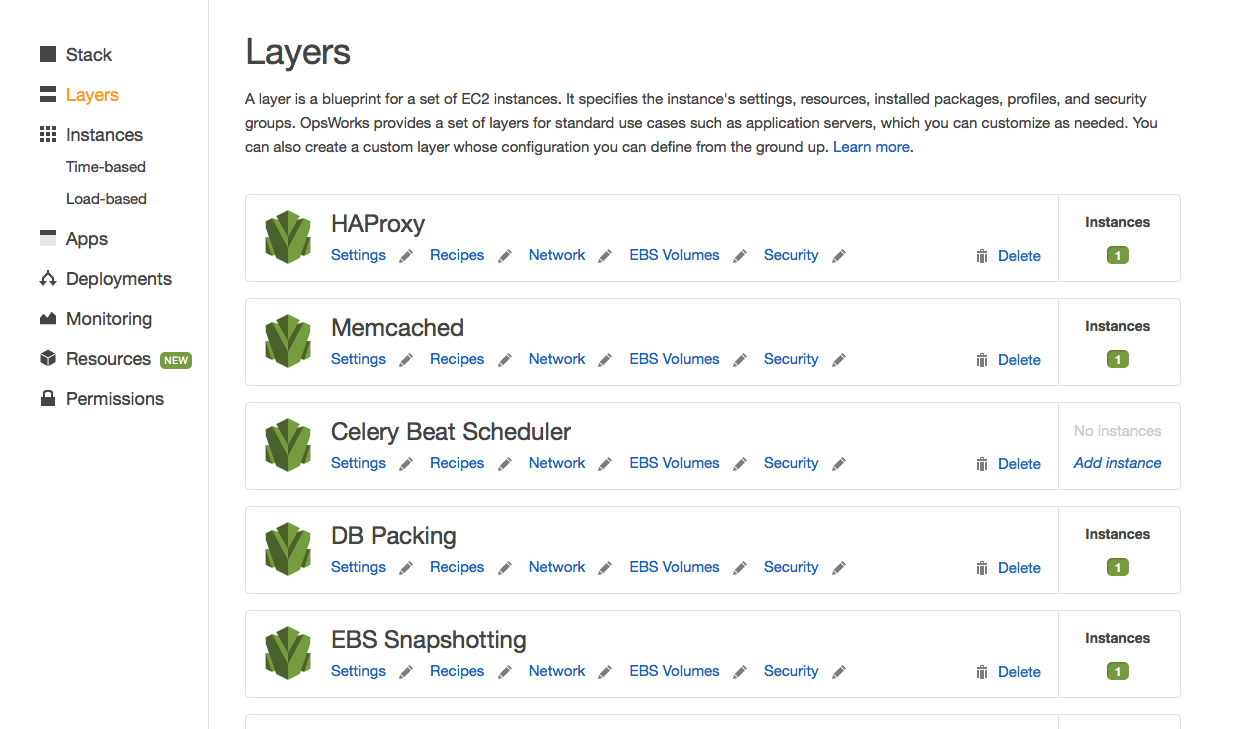 Stack
Layers
Instances
Time-based
Load-based
Apps
Deployments
Monitoring
Resources NEW
Permissions
Layers
A layer is a blueprint for a set of EC2 instances. It specifies the instance's settings, resources, installed packages, profiles, and security
groups. OpsWorks provides a set of layers for standard use cases such as application servers, which you can customize as needed. You
can also create a custom layer whose configuration you can define from the ground up. Learn more.
HAProxy
Settings Recipes Network EBS Volumes Security Delete
Instances
1
Memcached
Settings Recipes Network EBS Volumes Security Delete
Instances
1
Celery Beat Scheduler
Settings Recipes Network EBS Volumes Security Delete
No instances
Add instance
DB Packing
Settings Recipes Network EBS Volumes Security Delete
Instances
1
EBS Snapshotting
Settings Recipes Network EBS Volumes Security Delete
Instances
1